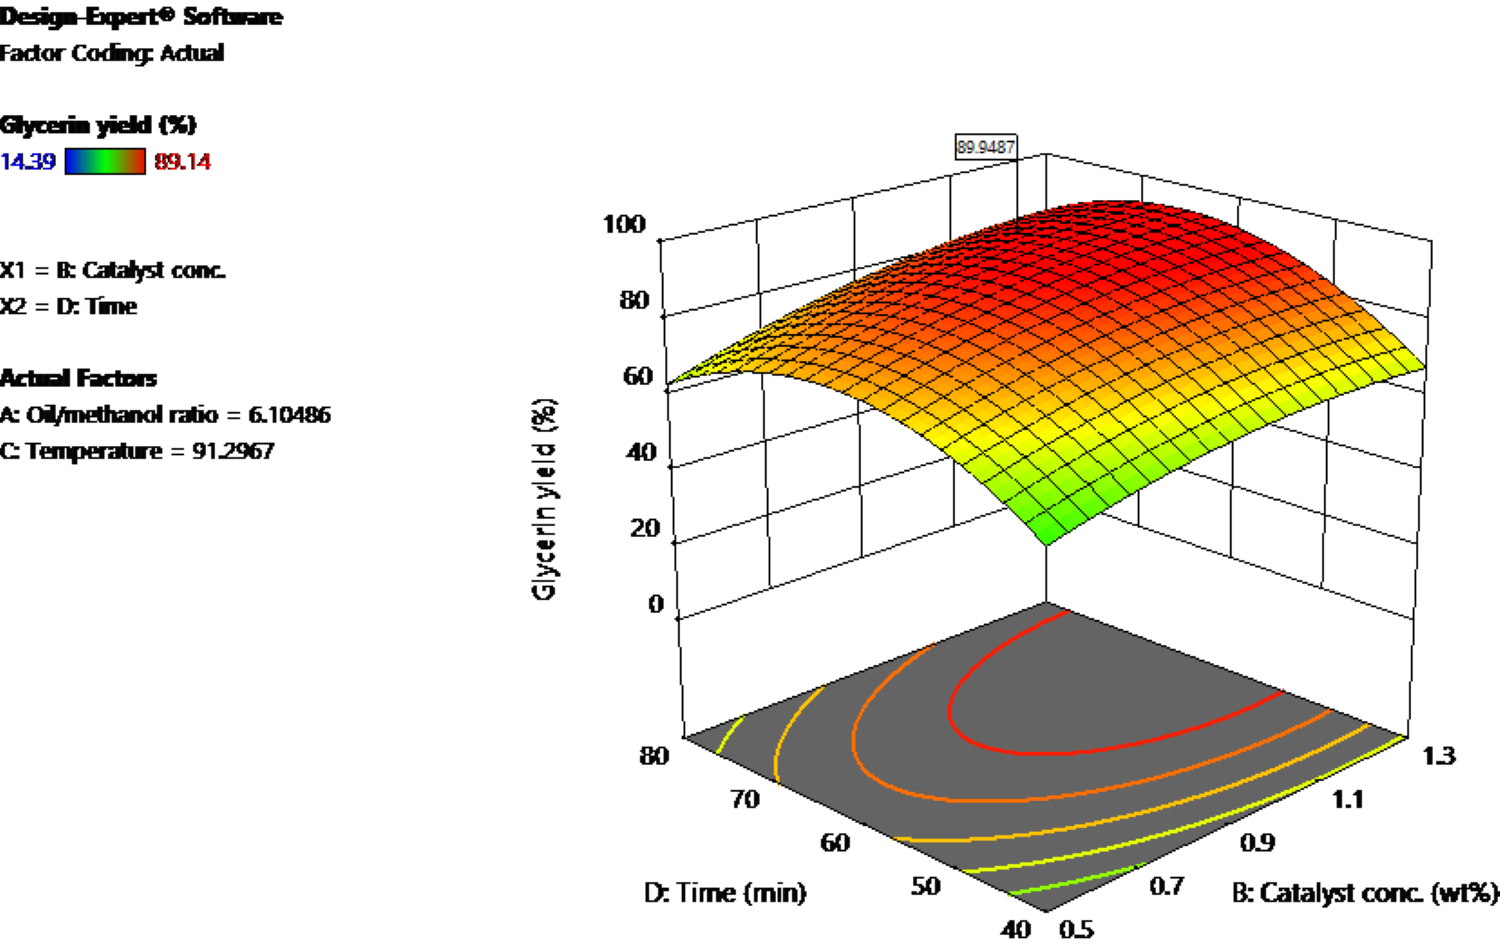 Design-Expert® Software
Factor Coding: Actual
Glycerin yield (%)
14.39 89.14
X1 = B: Catalyst conc.
X2 = D: Time
Actual Factors
A: Oil/methanol ratio = 6.10486
C: Temperature = 91.2967
89.9487
100
80
60
40
20
0
Glycerin yield (%)
80
70
60
50
40
D: Time (min)
0.5
0.7
0.9
1.1
1.3
B: Catalyst conc. (wt%)